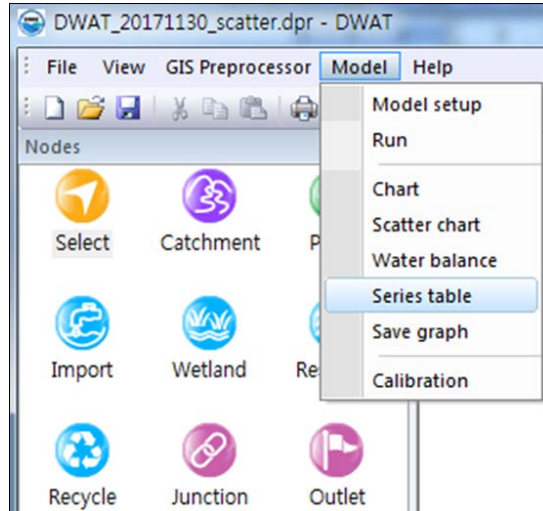 DWAT_20171130_scatter.dpr - DWAT
File View GIS Preprocessor Model Help
Model setup
Run
Chart
Scatter chart
Water balance
Series table
Save graph
Calibration
Nodes
Select Catchment
Import Wetland
Recycle Junction Outlet